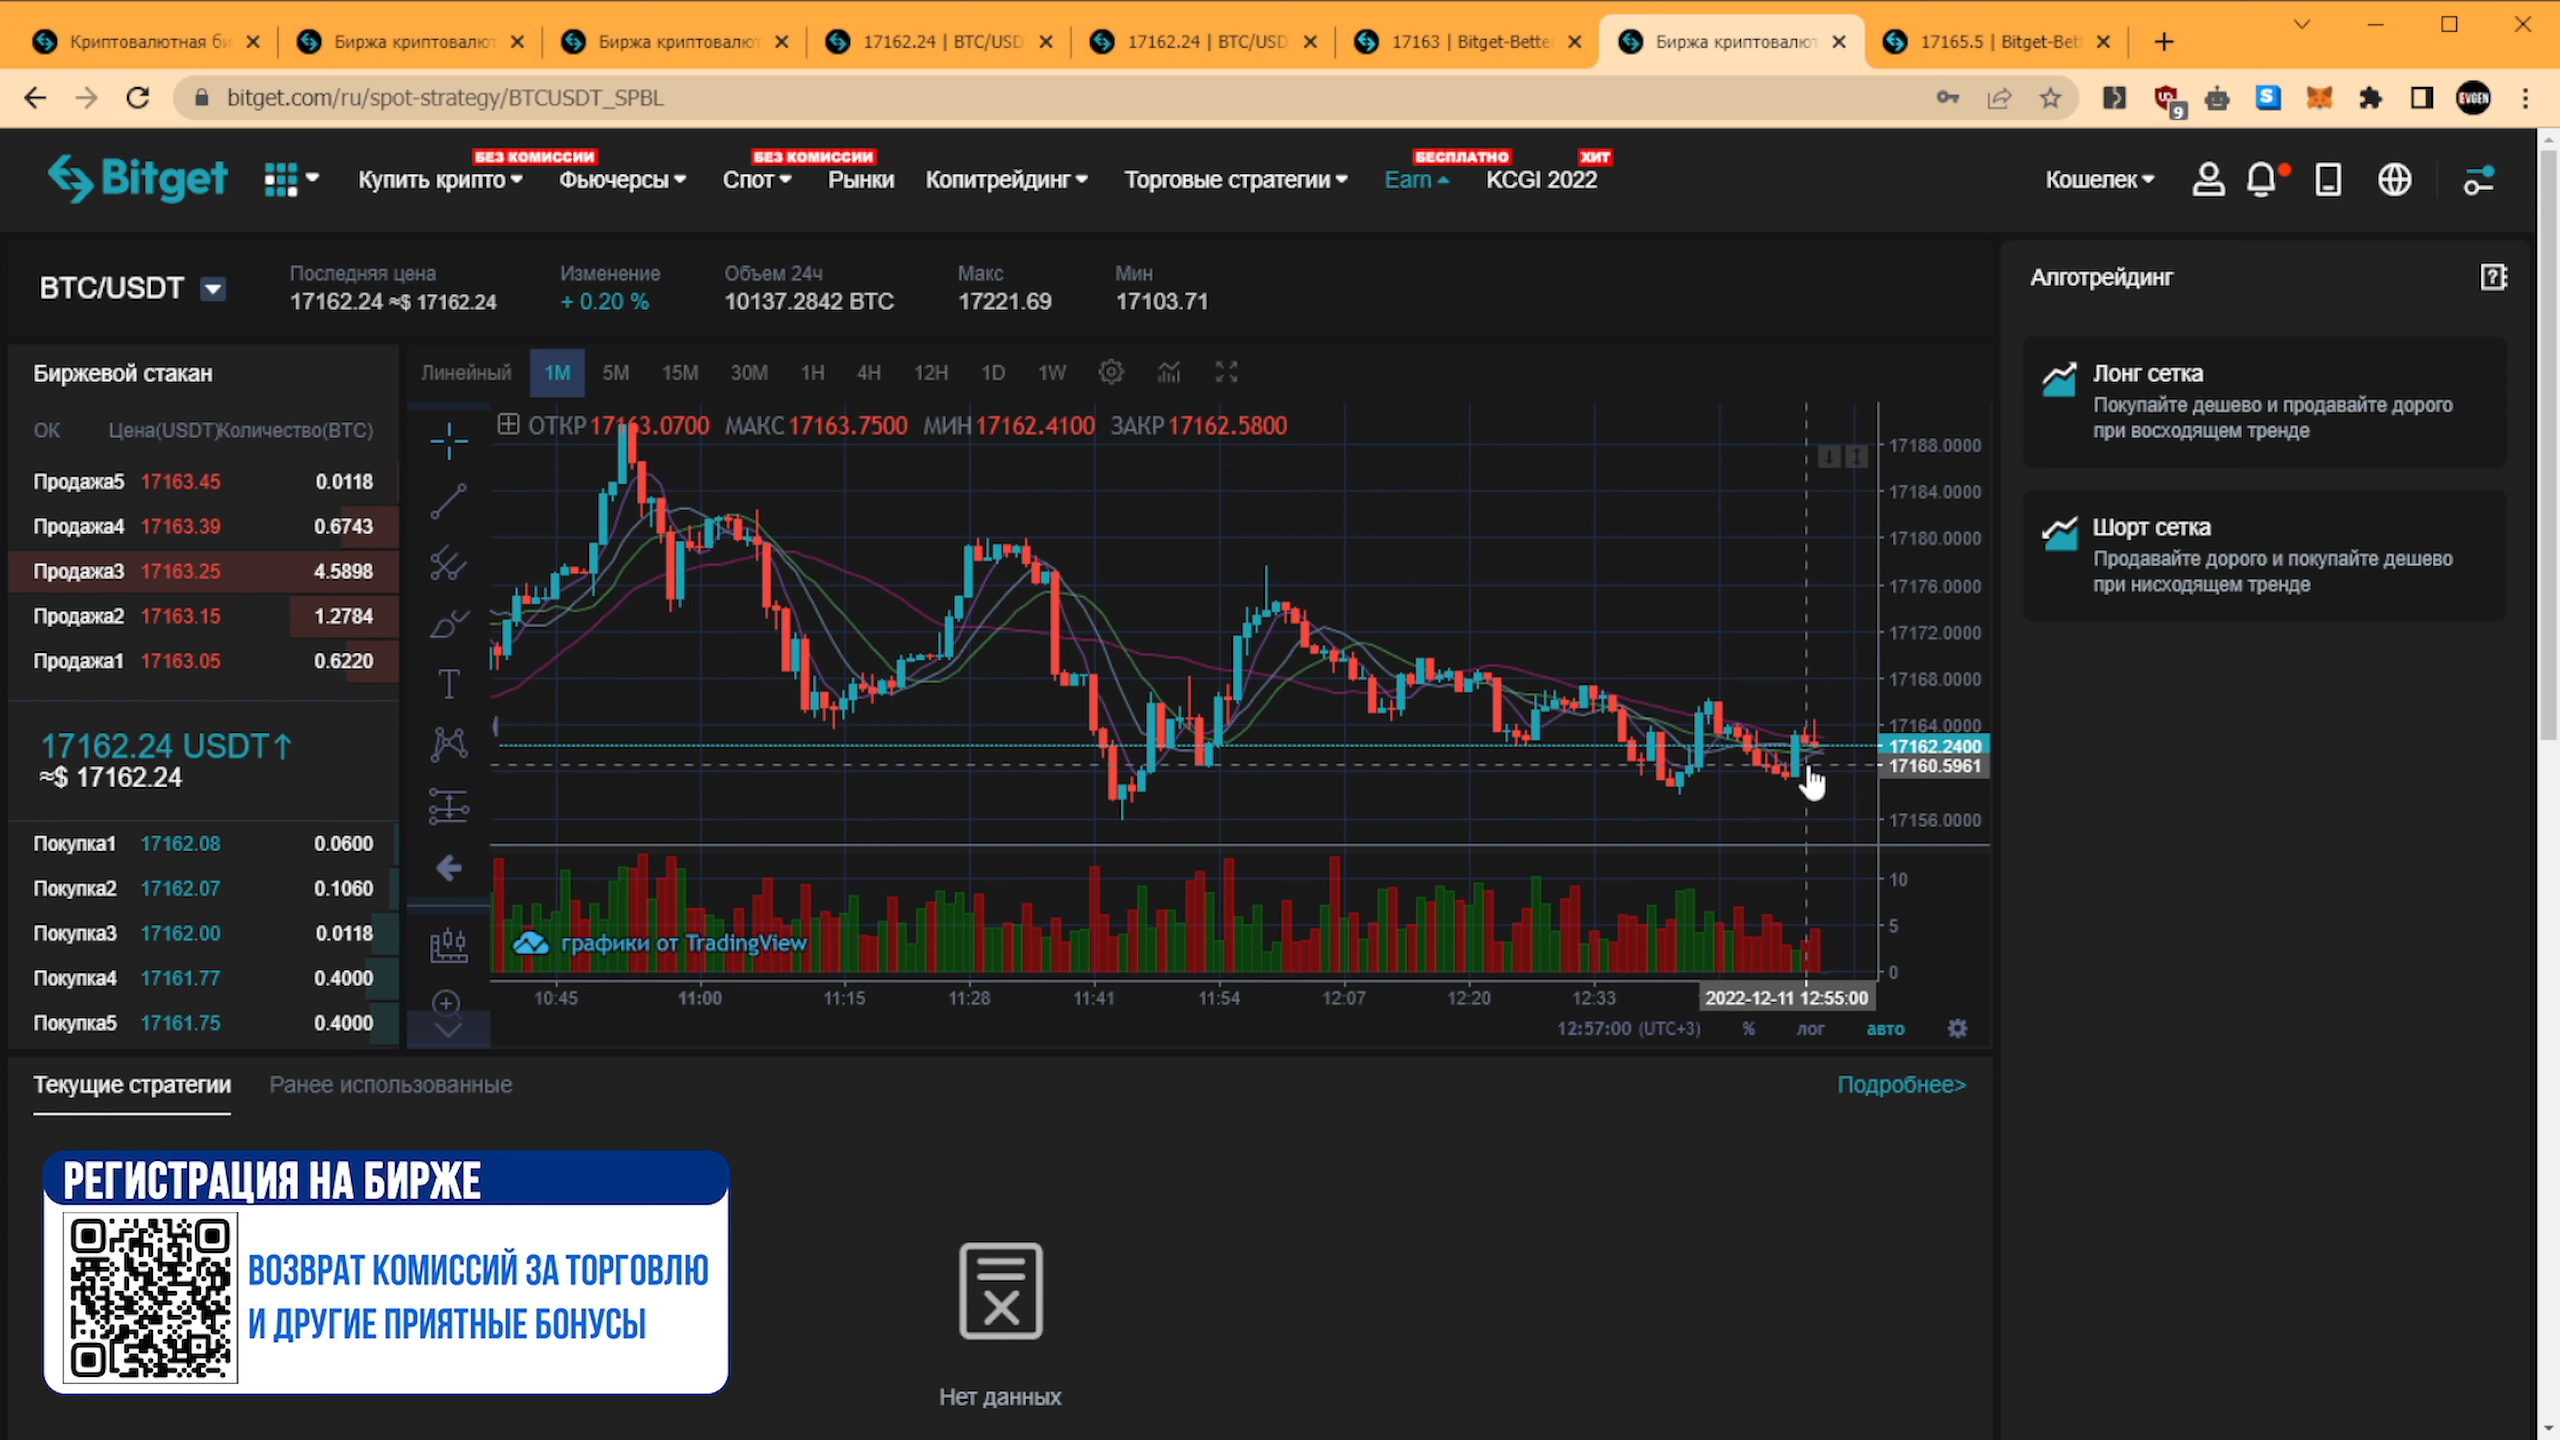 Криптовалютная би
Биржа криптовалют
Биржа криптовалют
17162.24 | BTC/USD
17162.24 | BTC/USD
17163 | Bitget-Bette
Биржа криптовалют
17165.5 | Bitget-Bet
bitget.com/ru/spot-strategy/BTCUSDT_SPBL
9
EVGEN
Bitget
Купить крипто
БЕЗ КОМИССИИ
Фьючерсы
Спот
БЕЗ КОМИССИИ
Рынки
Копитрейдинг
Торговые стратегии
Earn
БЕСПЛАТНО
KCGI 2022
ХИТ
Кошелек
BTC/USDT
Последняя цена
17162.24 ≈$ 17162.24
Изменение
+ 0.20 %
Объем 24ч
10137.2842 BTC
Макс
17221.69
Мин
17103.71
Биржевой стакан
ОК Цена(USDT) Количество(BTC)
Продажа5 17163.45 0.0118
Продажа4 17163.39 0.6743
Продажа3 17163.25 4.5898
Продажа2 17163.15 1.2784
Продажа1 17163.05 0.6220
17162.24 USDT↑
≈$ 17162.24
Покупка1 17162.08 0.0600
Покупка2 17162.07 0.1060
Покупка3 17162.00 0.0118
Покупка4 17161.77 0.4000
Покупка5 17161.75 0.4000
Линейный 1M 5M 15M 30M 1H 4H 12H 1D 1W
ОТКР 17163.0700 МАКС 17163.7500 МИН 17162.4100 ЗАКР 17162.5800
17188.0000
17184.0000
17180.0000
17176.0000
17172.0000
17168.0000
17164.0000
17162.2400
17160.5961
17156.0000
10
5
0
графики от TradingView
10:45 11:00 11:15 11:28 11:41 11:54 12:07 12:20 12:33 2022-12-11 12:55:00
12:57:00 (UTC+3) % лог авто
Алготрейдинг
Лонг сетка
Покупайте дешево и продавайте дорого
при восходящем тренде
Шорт сетка
Продавайте дорого и покупайте дешево
при нисходящем тренде
Текущие стратегии
Ранее использованные
Подробнее>
РЕГИСТРАЦИЯ НА БИРЖЕ
ВОЗВРАТ КОМИССИЙ ЗА ТОРГОВЛЮ
И ДРУГИЕ ПРИЯТНЫЕ БОНУСЫ
Нет данных